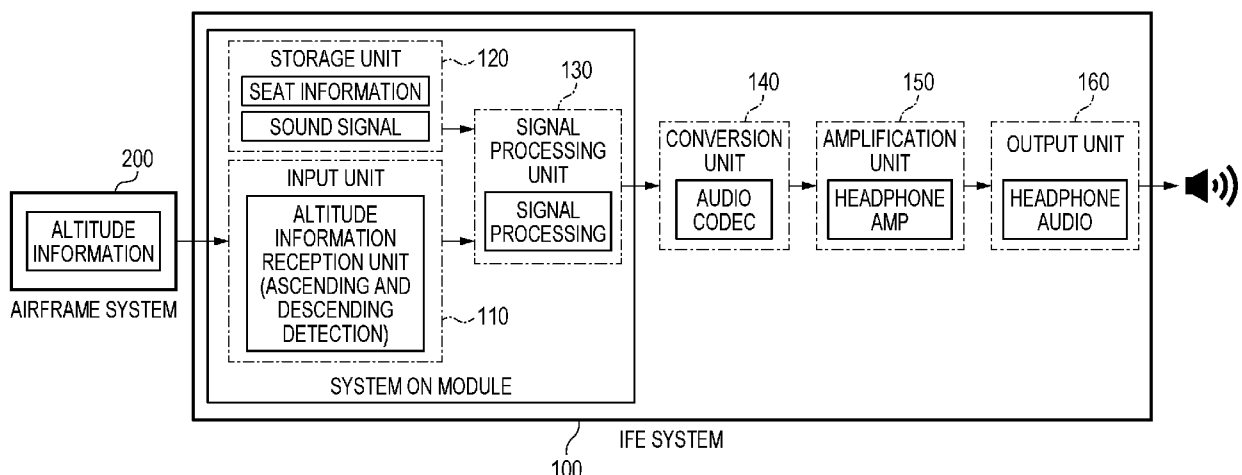 STORAGE UNIT
120
SEAT INFORMATION
SOUND SIGNAL
130
SIGNAL
PROCESSING
UNIT
SIGNAL
PROCESSING
140
CONVERSION
UNIT
AUDIO
CODEC
150
AMPLIFICATION
UNIT
HEADPHONE
AMP
160
OUTPUT UNIT
HEADPHONE
AUDIO
200
ALTITUDE
INFORMATION
AIRFRAME SYSTEM
INPUT UNIT
ALTITUDE
INFORMATION
RECEPTION UNIT
(ASCENDING AND
DESCENDING
DETECTION)
110
SYSTEM ON MODULE
IFE SYSTEM
100